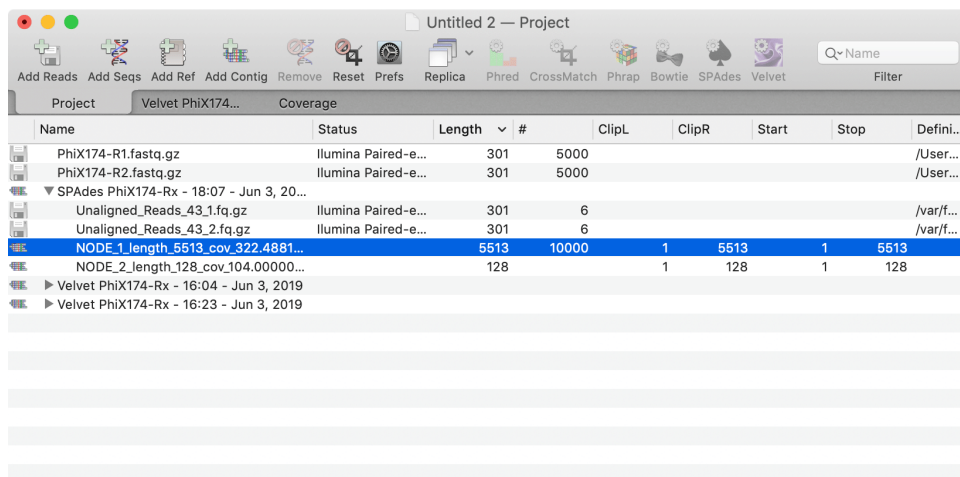 Untitled 2 — Project
Add Reads Add Seqs Add Ref Add Contig Remove Reset Prefs Replica Phred CrossMatch Phrap Bowtie SPAdes Velvet Name Filter
Project Velvet PhiX174... Coverage
Name Status Length # ClipL ClipR Start Stop Defini...
PhiX174-R1.fastq.gz Ilumina Paired-e... 301 5000 /User...
PhiX174-R2.fastq.gz Ilumina Paired-e... 301 5000 /User...
SPAdes PhiX174-Rx - 18:07 - Jun 3, 20...
Unaligned_Reads_43_1.fq.gz Ilumina Paired-e... 301 6 /var/f...
Unaligned_Reads_43_2.fq.gz Ilumina Paired-e... 301 6 /var/f...
NODE_1_length_5513_cov_322.4881... 5513 10000 1 5513 1 5513
NODE_2_length_128_cov_104.00000... 128 1 128 1 128
Velvet PhiX174-Rx - 16:04 - Jun 3, 2019
Velvet PhiX174-Rx - 16:23 - Jun 3, 2019